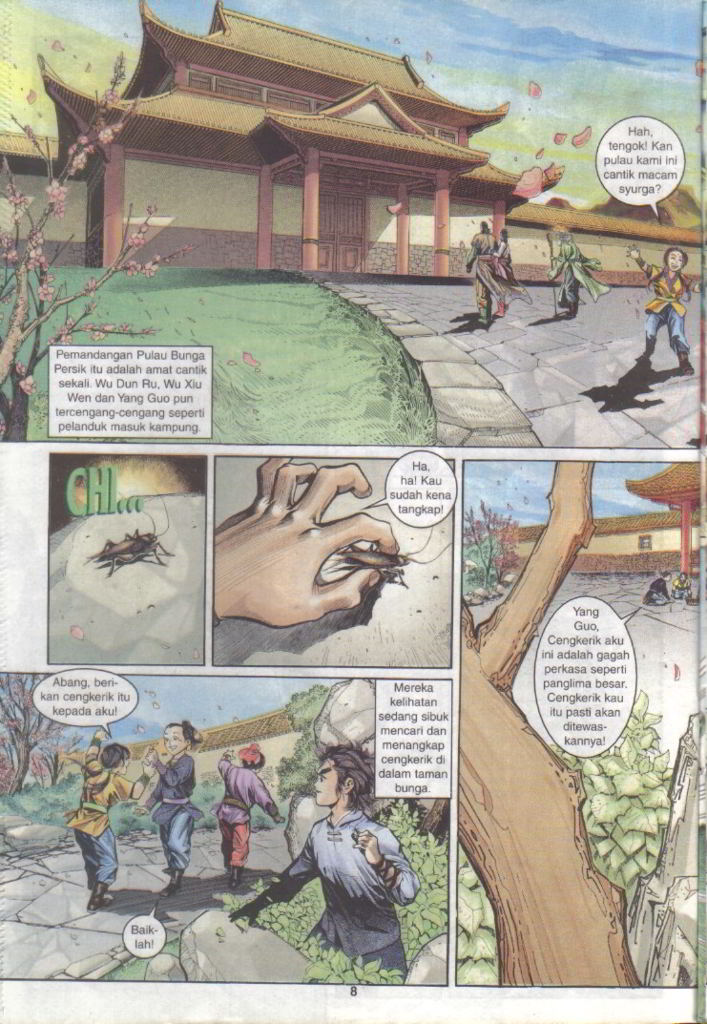 Hah,
tengok! Kan
pulau kami ini
cantik macam
syurga?
Pemandangan Pulau Bunga
Persik itu adalah amat cantik
sekali. Wu Dun Ru, Wu Xiu
Wen dan Yang Guo pun
tercengang-cengang seperti
pelanduk masuk kampung.
CHI...
Ha,
ha! Kau
sudah kena
tangkap!
Yang
Guo,
Cengkerik aku
ini adalah gagah
perkasa seperti
panglima besar.
Cengkerik kau
itu pasti akan
ditewas-
kannya!
Abang, beri-
kan cengkerik itu
kepada aku!
Mereka
kelihatan
sedang sibuk
mencari dan
menangkap
cengkerik di
dalam taman
bunga.
Baik-
lah!
8